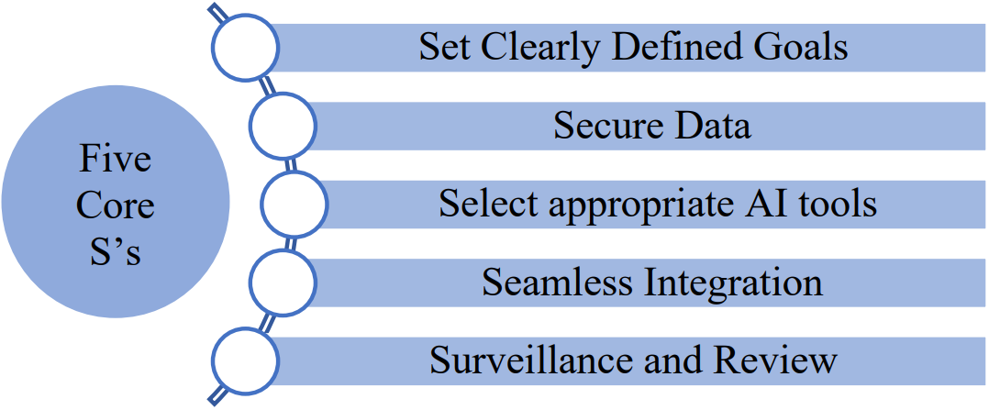 Five
Core
S’s
Set Clearly Defined Goals
Secure Data
Select appropriate AI tools
Seamless Integration
Surveillance and Review